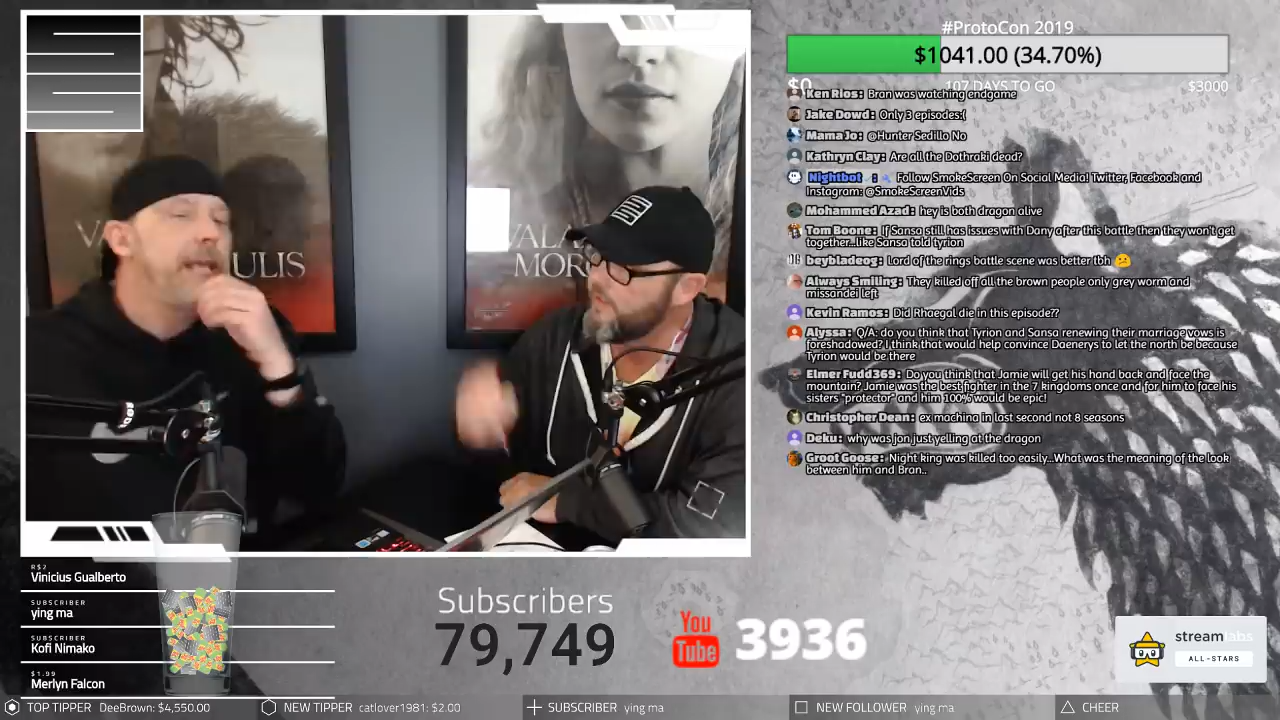 #ProtoCon 2019
$1041.00 (34.70%)
$0
107 DAYS TO GO
$3000
Ken Rios: Bran was watching endgame
Jake Dowd: Only 3 episodes:(
Mama Jo: @Hunter Sedillo No
Kathryn Clay: Are all the Dothraki dead?
Nightbot : Follow SmokeScreen On Social Media! Twitter, Facebook and
Instagram: @SmokeScreenVids
Mohammed Azad: hey is both dragon alive
Tom Boone: If Sansa still has issues with Dany after this battle then they won't get
together..like Sansa told tyrion
beybladeog: Lord of the rings battle scene was better tbh 🤔
Always Smiling: They killed off all the brown people only grey worm and
missandei left
Kevin Ramos: Did Rhaegal die in this episode??
Alyssa: Q/A: do you think that Tyrion and Sansa renewing their marriage vows is
foreshadowed? I think that would help convince Daenerys to let the north be because
Tyrion would be there
Elmer Fudd369: Do you think that Jamie will get his hand back and face the
mountain? Jamie was the best fighter in the 7 kingdoms once and for him to face his
sisters "protector" and him 100% would be epic!
Christopher Dean: ex machina in last second not 8 seasons
Deku: why was jon just yelling at the dragon
Groot Goose: Night king was killed too easily...What was the meaning of the look
between him and Bran..
V
ULIS
VALA
MOR
R$2
Vinicius Gualberto
SUBSCRIBER
ying ma
SUBSCRIBER
Kofi Nimako
$1.99
Merlyn Falcon
Subscribers
79,749
You
Tube
3936
streamlabs
ALL-STARS
TOP TIPPER DeeBrown: $4,550.00
NEW TIPPER catlover1981: $2.00
SUBSCRIBER ying ma
NEW FOLLOWER ying ma
CHEER